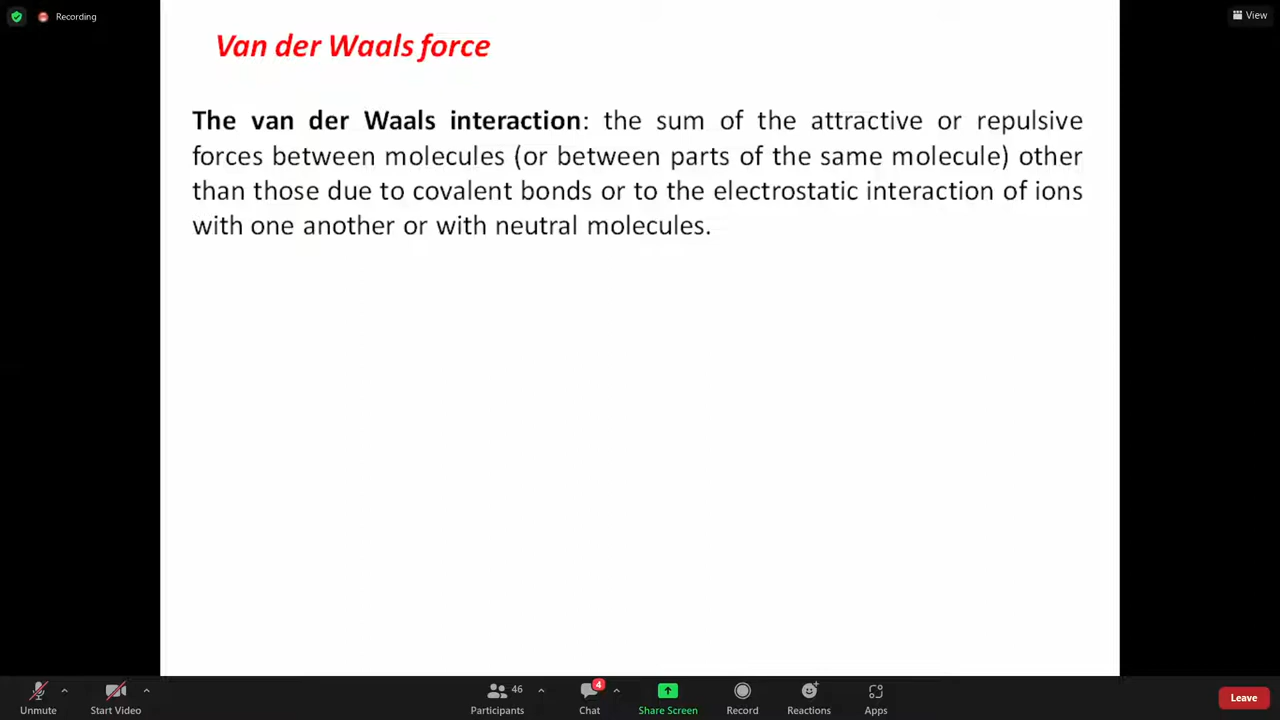 Recording
View
Van der Waals force
The van der Waals interaction: the sum of the attractive or repulsive
forces between molecules (or between parts of the same molecule) other
than those due to covalent bonds or to the electrostatic interaction of ions
with one another or with neutral molecules.
46
4
Unmute
Start Video
Participants
Chat
Share Screen
Record
Reactions
Apps
Leave